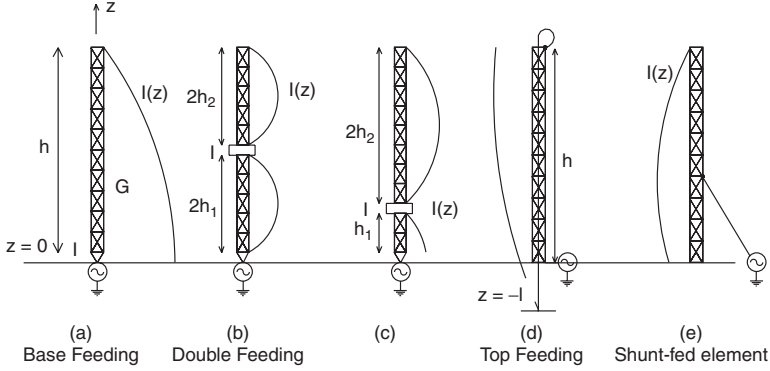 z
I(z)
h
G
z = 0
I
2h₂
I(z)
I
2h₁
2h₂
I
I(z)
h₁
h
z = –l
I(z)
(a)
Base Feeding
(b)
Double Feeding
(c)
(d)
Top Feeding
(e)
Shunt-fed element